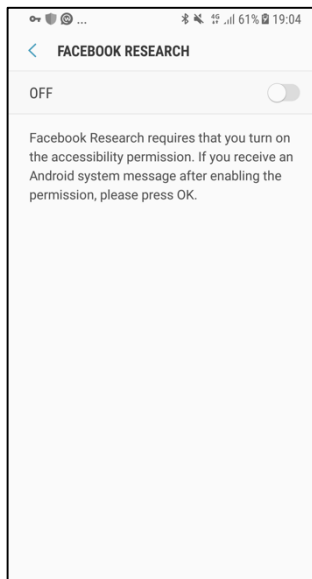 ... 4G 61% 19:04
FACEBOOK RESEARCH
OFF
Facebook Research requires that you turn on
the accessibility permission. If you receive an
Android system message after enabling the
permission, please press OK.